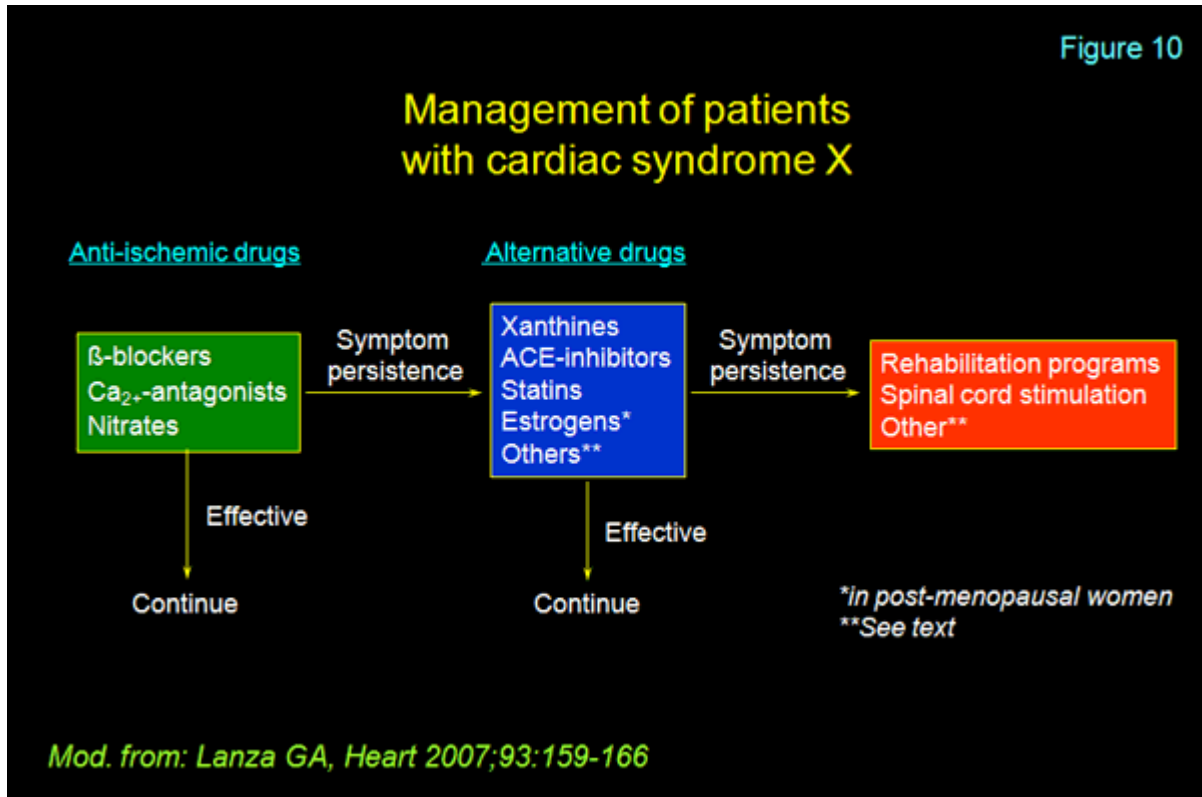 Figure 10
Management of patients
with cardiac syndrome X
Anti-ischemic drugs
ß-blockers
Ca₂₊-antagonists
Nitrates
Symptom
persistence
Effective
Continue
Alternative drugs
Xanthines
ACE-inhibitors
Statins
Estrogens*
Others**
Symptom
persistence
Effective
Continue
Rehabilitation programs
Spinal cord stimulation
Other**
*in post-menopausal women
**See text
Mod. from: Lanza GA, Heart 2007;93:159-166